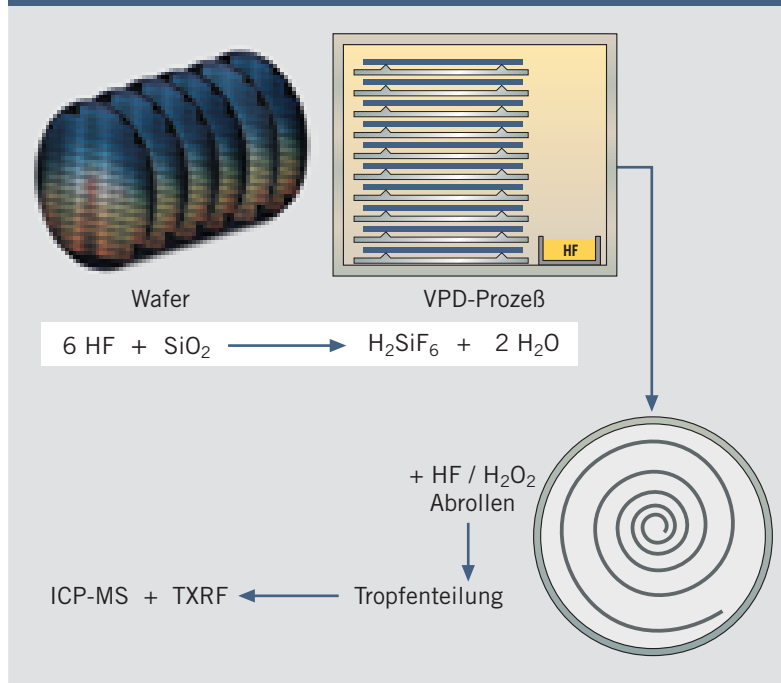 HF
Wafer
VPD-Prozeß
6 HF + SiO₂ ⟶ H₂SiF₆ + 2 H₂O
+ HF / H₂O₂
Abrollen
ICP-MS + TXRF ⟵ Tropfenteilung